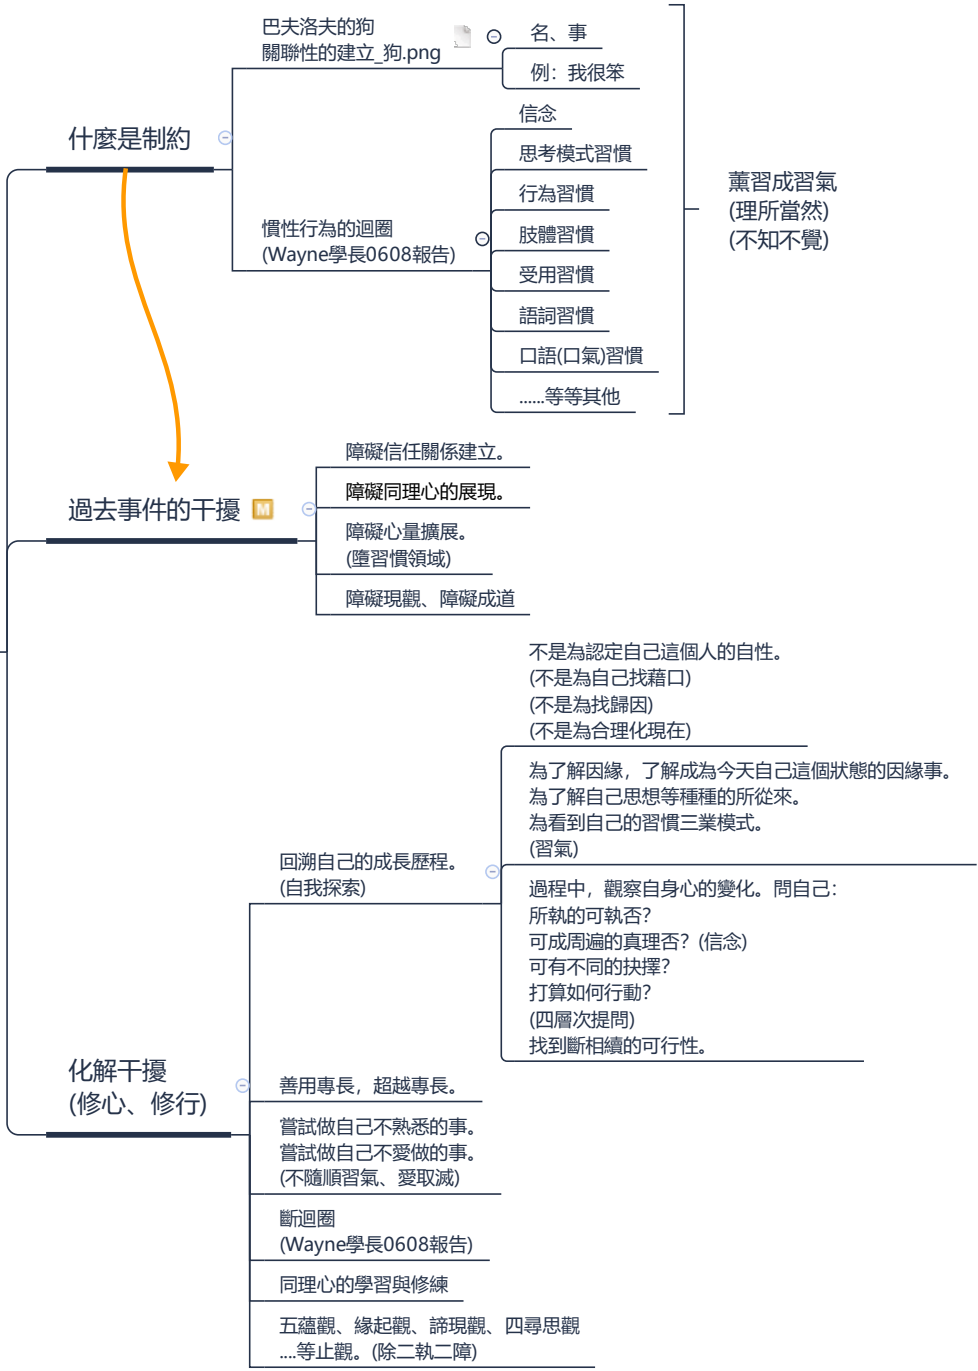 什麼是制約
巴夫洛夫的狗
關聯性的建立_狗.png
名、事
例：我很笨
慣性行為的迴圈
(Wayne學長0608報告)
信念
思考模式習慣
行為習慣
肢體習慣
受用習慣
語詞習慣
口語(口氣)習慣
......等等其他
薰習成習氣
(理所當然)
(不知不覺)
過去事件的干擾 M
障礙信任關係建立。
障礙同理心的展現。
障礙心量擴展。
(墮習慣領域)
障礙現觀、障礙成道
化解干擾
(修心、修行)
回溯自己的成長歷程。
(自我探索)
不是為認定自己這個人的自性。
(不是為自己找藉口)
(不是為找歸因)
(不是為合理化現在)
為了解因緣，了解成為今天自己這個狀態的因緣事。
為了解自己思想等種種的所從來。
為看到自己的習慣三業模式。
(習氣)
過程中，觀察自身心的變化。問自己：
所執的可執否？
可成周遍的真理否？(信念)
可有不同的抉擇？
打算如何行動？
(四層次提問)
找到斷相續的可行性。
善用專長，超越專長。
嘗試做自己不熟悉的事。
嘗試做自己不愛做的事。
(不隨順習氣、愛取滅)
斷迴圈
(Wayne學長0608報告)
同理心的學習與修練
五蘊觀、緣起觀、諦現觀、四尋思觀
....等止觀。(除二執二障)